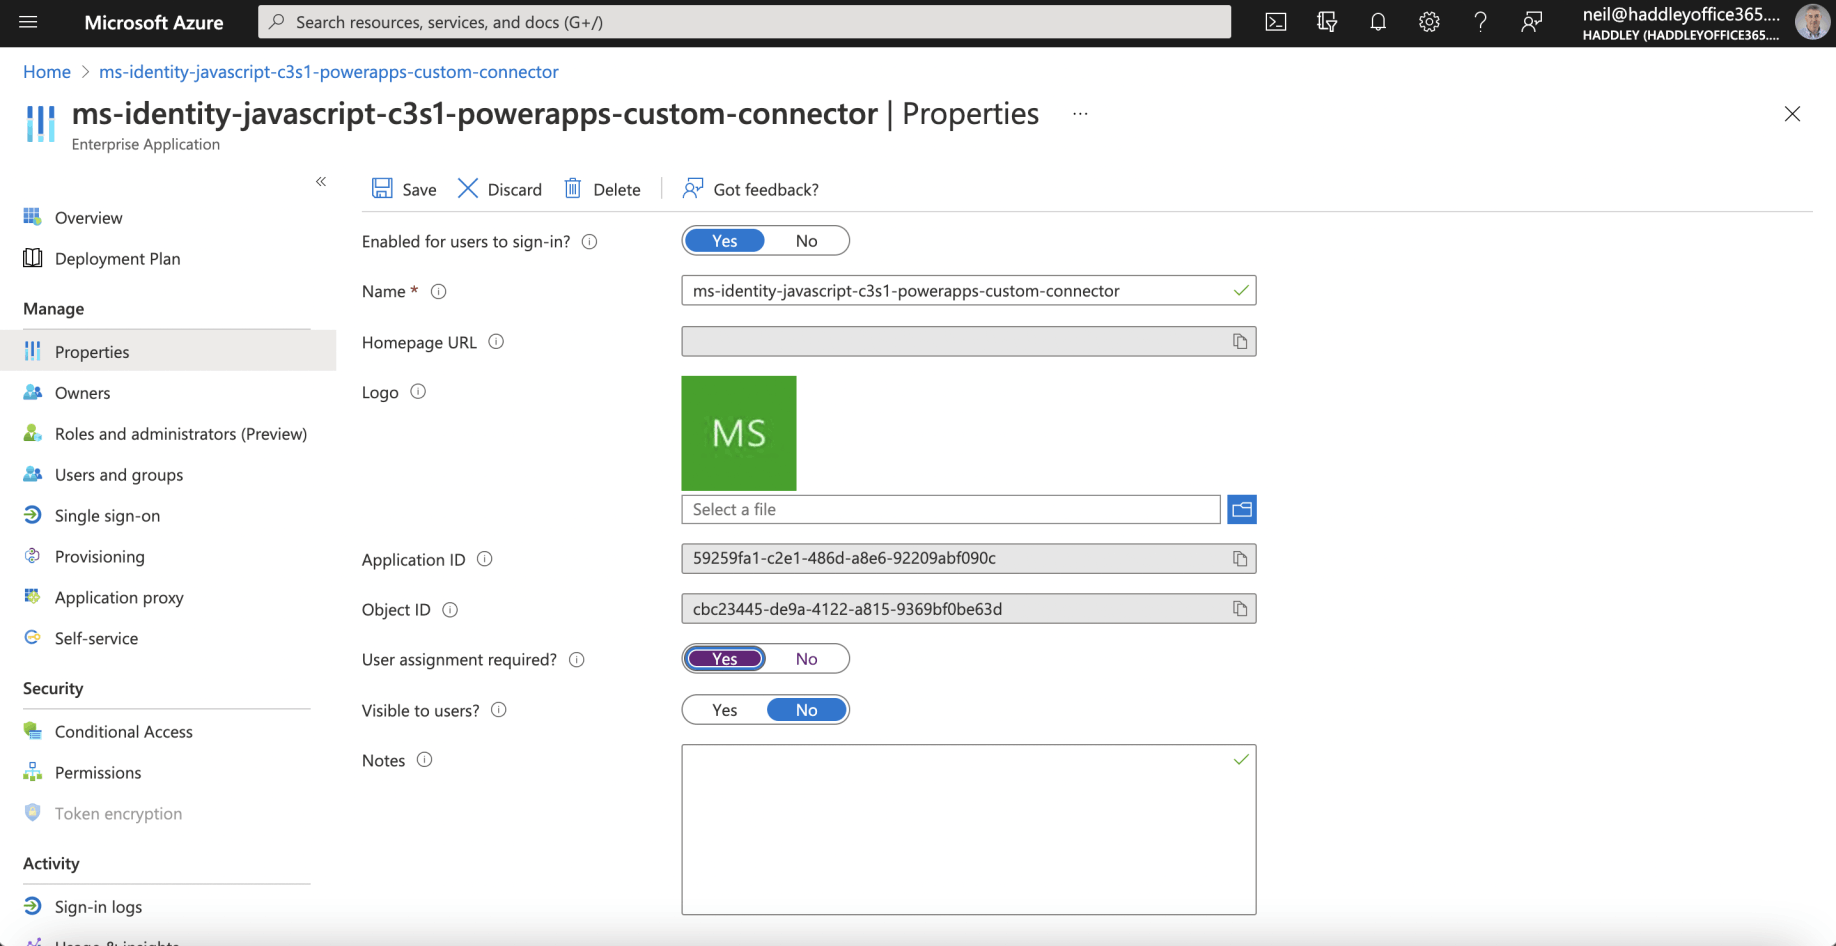 Microsoft Azure
Search resources, services, and docs (G+/)
neil@haddleyoffice365....
HADDLEY (HADDLEYOFFICE365....
Home > ms-identity-javascript-c3s1-powerapps-custom-connector
ms-identity-javascript-c3s1-powerapps-custom-connector | Properties ...
Enterprise Application
«
Save
Discard
Delete
Got feedback?
Overview
Deployment Plan
Manage
Properties
Owners
Roles and administrators (Preview)
Users and groups
Single sign-on
Provisioning
Application proxy
Self-service
Security
Conditional Access
Permissions
Token encryption
Activity
Sign-in logs
Usage & insights
Enabled for users to sign-in?
Yes No
Name *
ms-identity-javascript-c3s1-powerapps-custom-connector
Homepage URL
Logo
MS
Select a file
Application ID
59259fa1-c2e1-486d-a8e6-92209abf090c
Object ID
cbc23445-de9a-4122-a815-9369bf0be63d
User assignment required?
Yes No
Visible to users?
Yes No
Notes